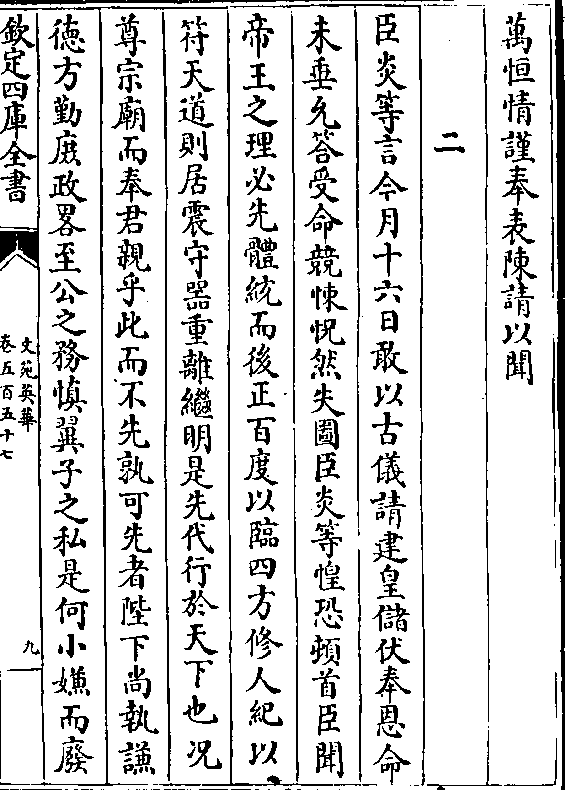 萬恒情謹奉表陳請以聞
二
臣炎等言今月十六日敢以古儀請建皇儲伏奉恩命
未垂允答受命競悚怳然失圖臣炎等惶恐頓首臣聞
帝王之理必先體統而後正百度以臨四方修人紀以
符天道則居震守器重離繼明是先代行於天下也况
尊宗廟而奉君親乎此而不先孰可先者陛下尚執謙
徳方勤庶政畧至公之務慎翼子之私是何小嫌而廢
欽定四庫全書
文苑英華
卷五百五十七
九